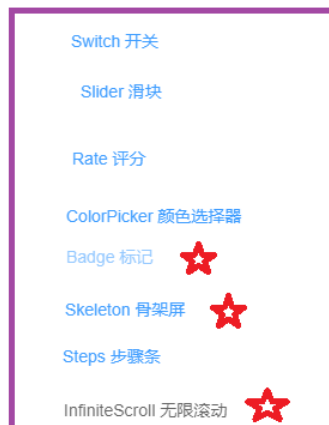 Switch 开关
Slider 滑块
Rate 评分
ColorPicker 颜色选择器
Badge 标记
Skeleton 骨架屏
Steps 步骤条
InfiniteScroll 无限滚动